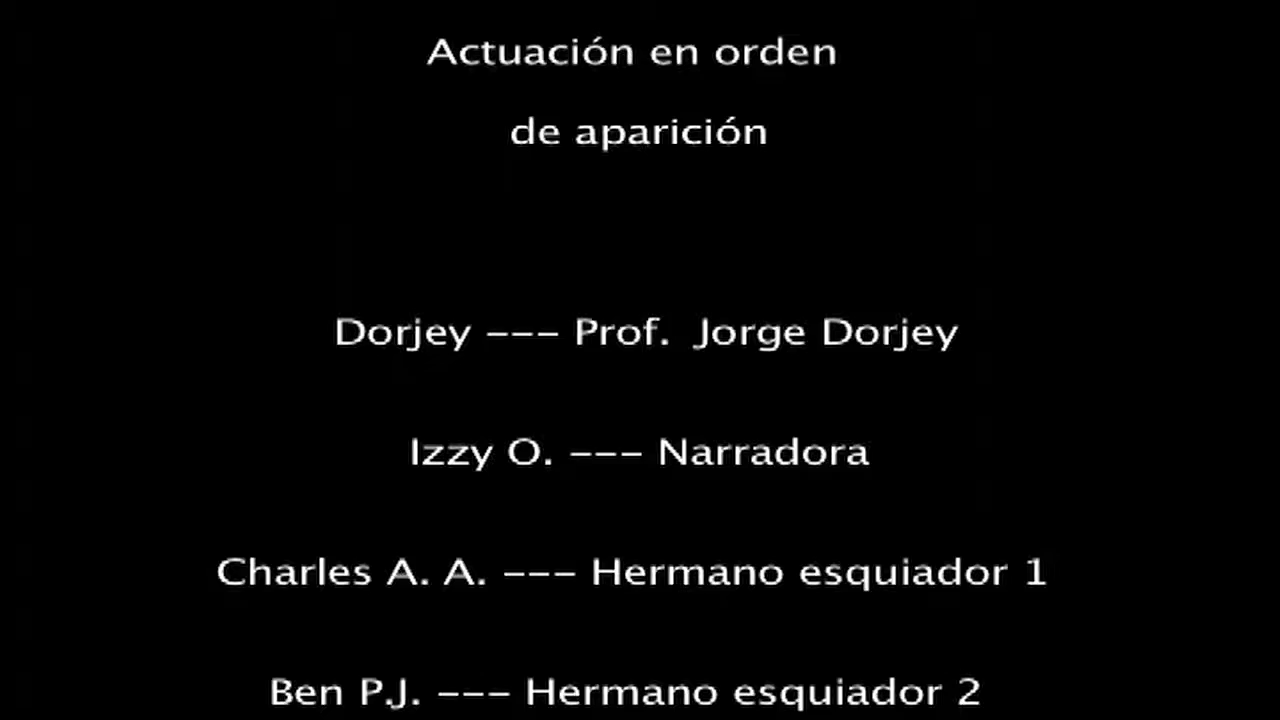 Actuación en orden
de aparición
Dorjey --- Prof. Jorge Dorjey
Izzy O. --- Narradora
Charles A. A. --- Hermano esquiador 1
Ben P.J. --- Hermano esquiador 2